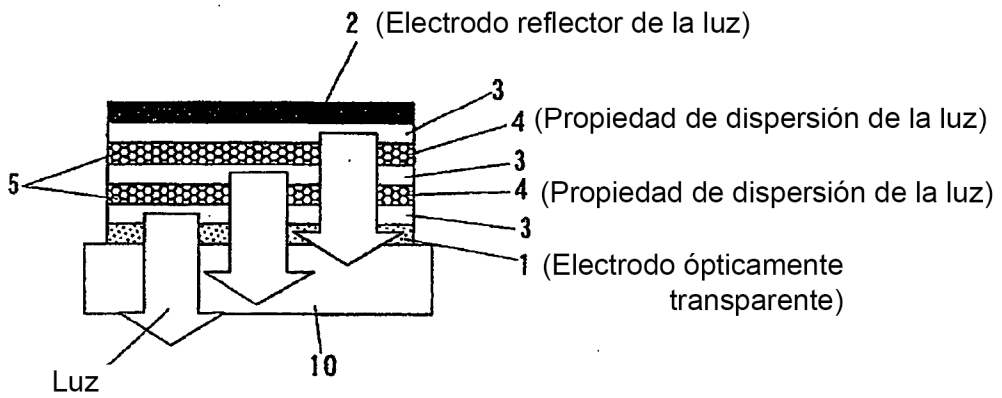 2 (Electrodo reflector de la luz)
3
4 (Propiedad de dispersión de la luz)
3
5
4 (Propiedad de dispersión de la luz)
3
1 (Electrodo ópticamente
transparente)
10
Luz